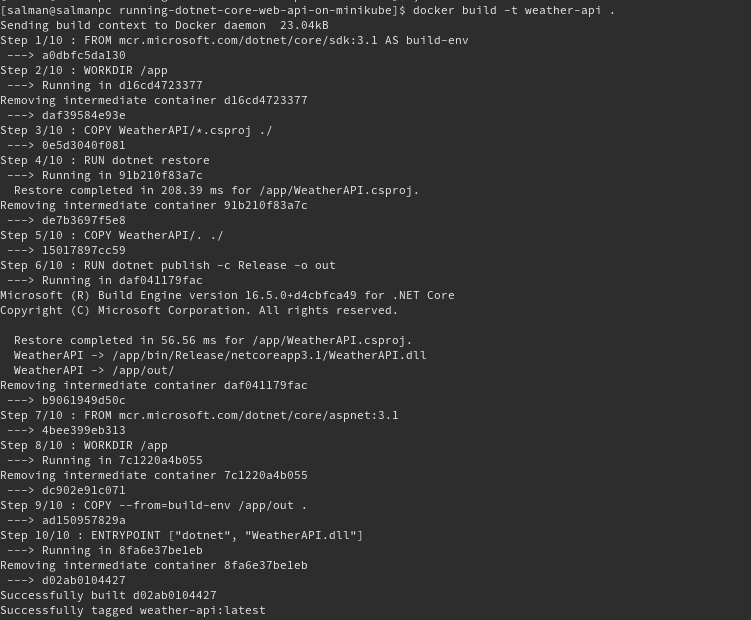 [salman@salmanpc running-dotnet-core-web-api-on-minikube]$ docker build -t weather-api .
Sending build context to Docker daemon  23.04kB
Step 1/10 : FROM mcr.microsoft.com/dotnet/core/sdk:3.1 AS build-env
 ---> a0dbfc5da130
Step 2/10 : WORKDIR /app
 ---> Running in d16cd4723377
Removing intermediate container d16cd4723377
 ---> daf39584e93e
Step 3/10 : COPY WeatherAPI/*.csproj ./
 ---> 0e5d3040f081
Step 4/10 : RUN dotnet restore
 ---> Running in 91b210f83a7c
  Restore completed in 208.39 ms for /app/WeatherAPI.csproj.
Removing intermediate container 91b210f83a7c
 ---> de7b3697f5e8
Step 5/10 : COPY WeatherAPI/. ./
 ---> 15017897cc59
Step 6/10 : RUN dotnet publish -c Release -o out
 ---> Running in daf041179fac
Microsoft (R) Build Engine version 16.5.0+d4cbfca49 for .NET Core
Copyright (C) Microsoft Corporation. All rights reserved.
  Restore completed in 56.56 ms for /app/WeatherAPI.csproj.
  WeatherAPI -> /app/bin/Release/netcoreapp3.1/WeatherAPI.dll
  WeatherAPI -> /app/out/
Removing intermediate container daf041179fac
 ---> b9061949d50c
Step 7/10 : FROM mcr.microsoft.com/dotnet/core/aspnet:3.1
 ---> 4bee399eb313
Step 8/10 : WORKDIR /app
 ---> Running in 7c1220a4b055
Removing intermediate container 7c1220a4b055
 ---> dc902e91c071
Step 9/10 : COPY --from=build-env /app/out .
 ---> ad150957829a
Step 10/10 : ENTRYPOINT ["dotnet", "WeatherAPI.dll"]
 ---> Running in 8fa6e37be1eb
Removing intermediate container 8fa6e37be1eb
 ---> d02ab0104427
Successfully built d02ab0104427
Successfully tagged weather-api:latest